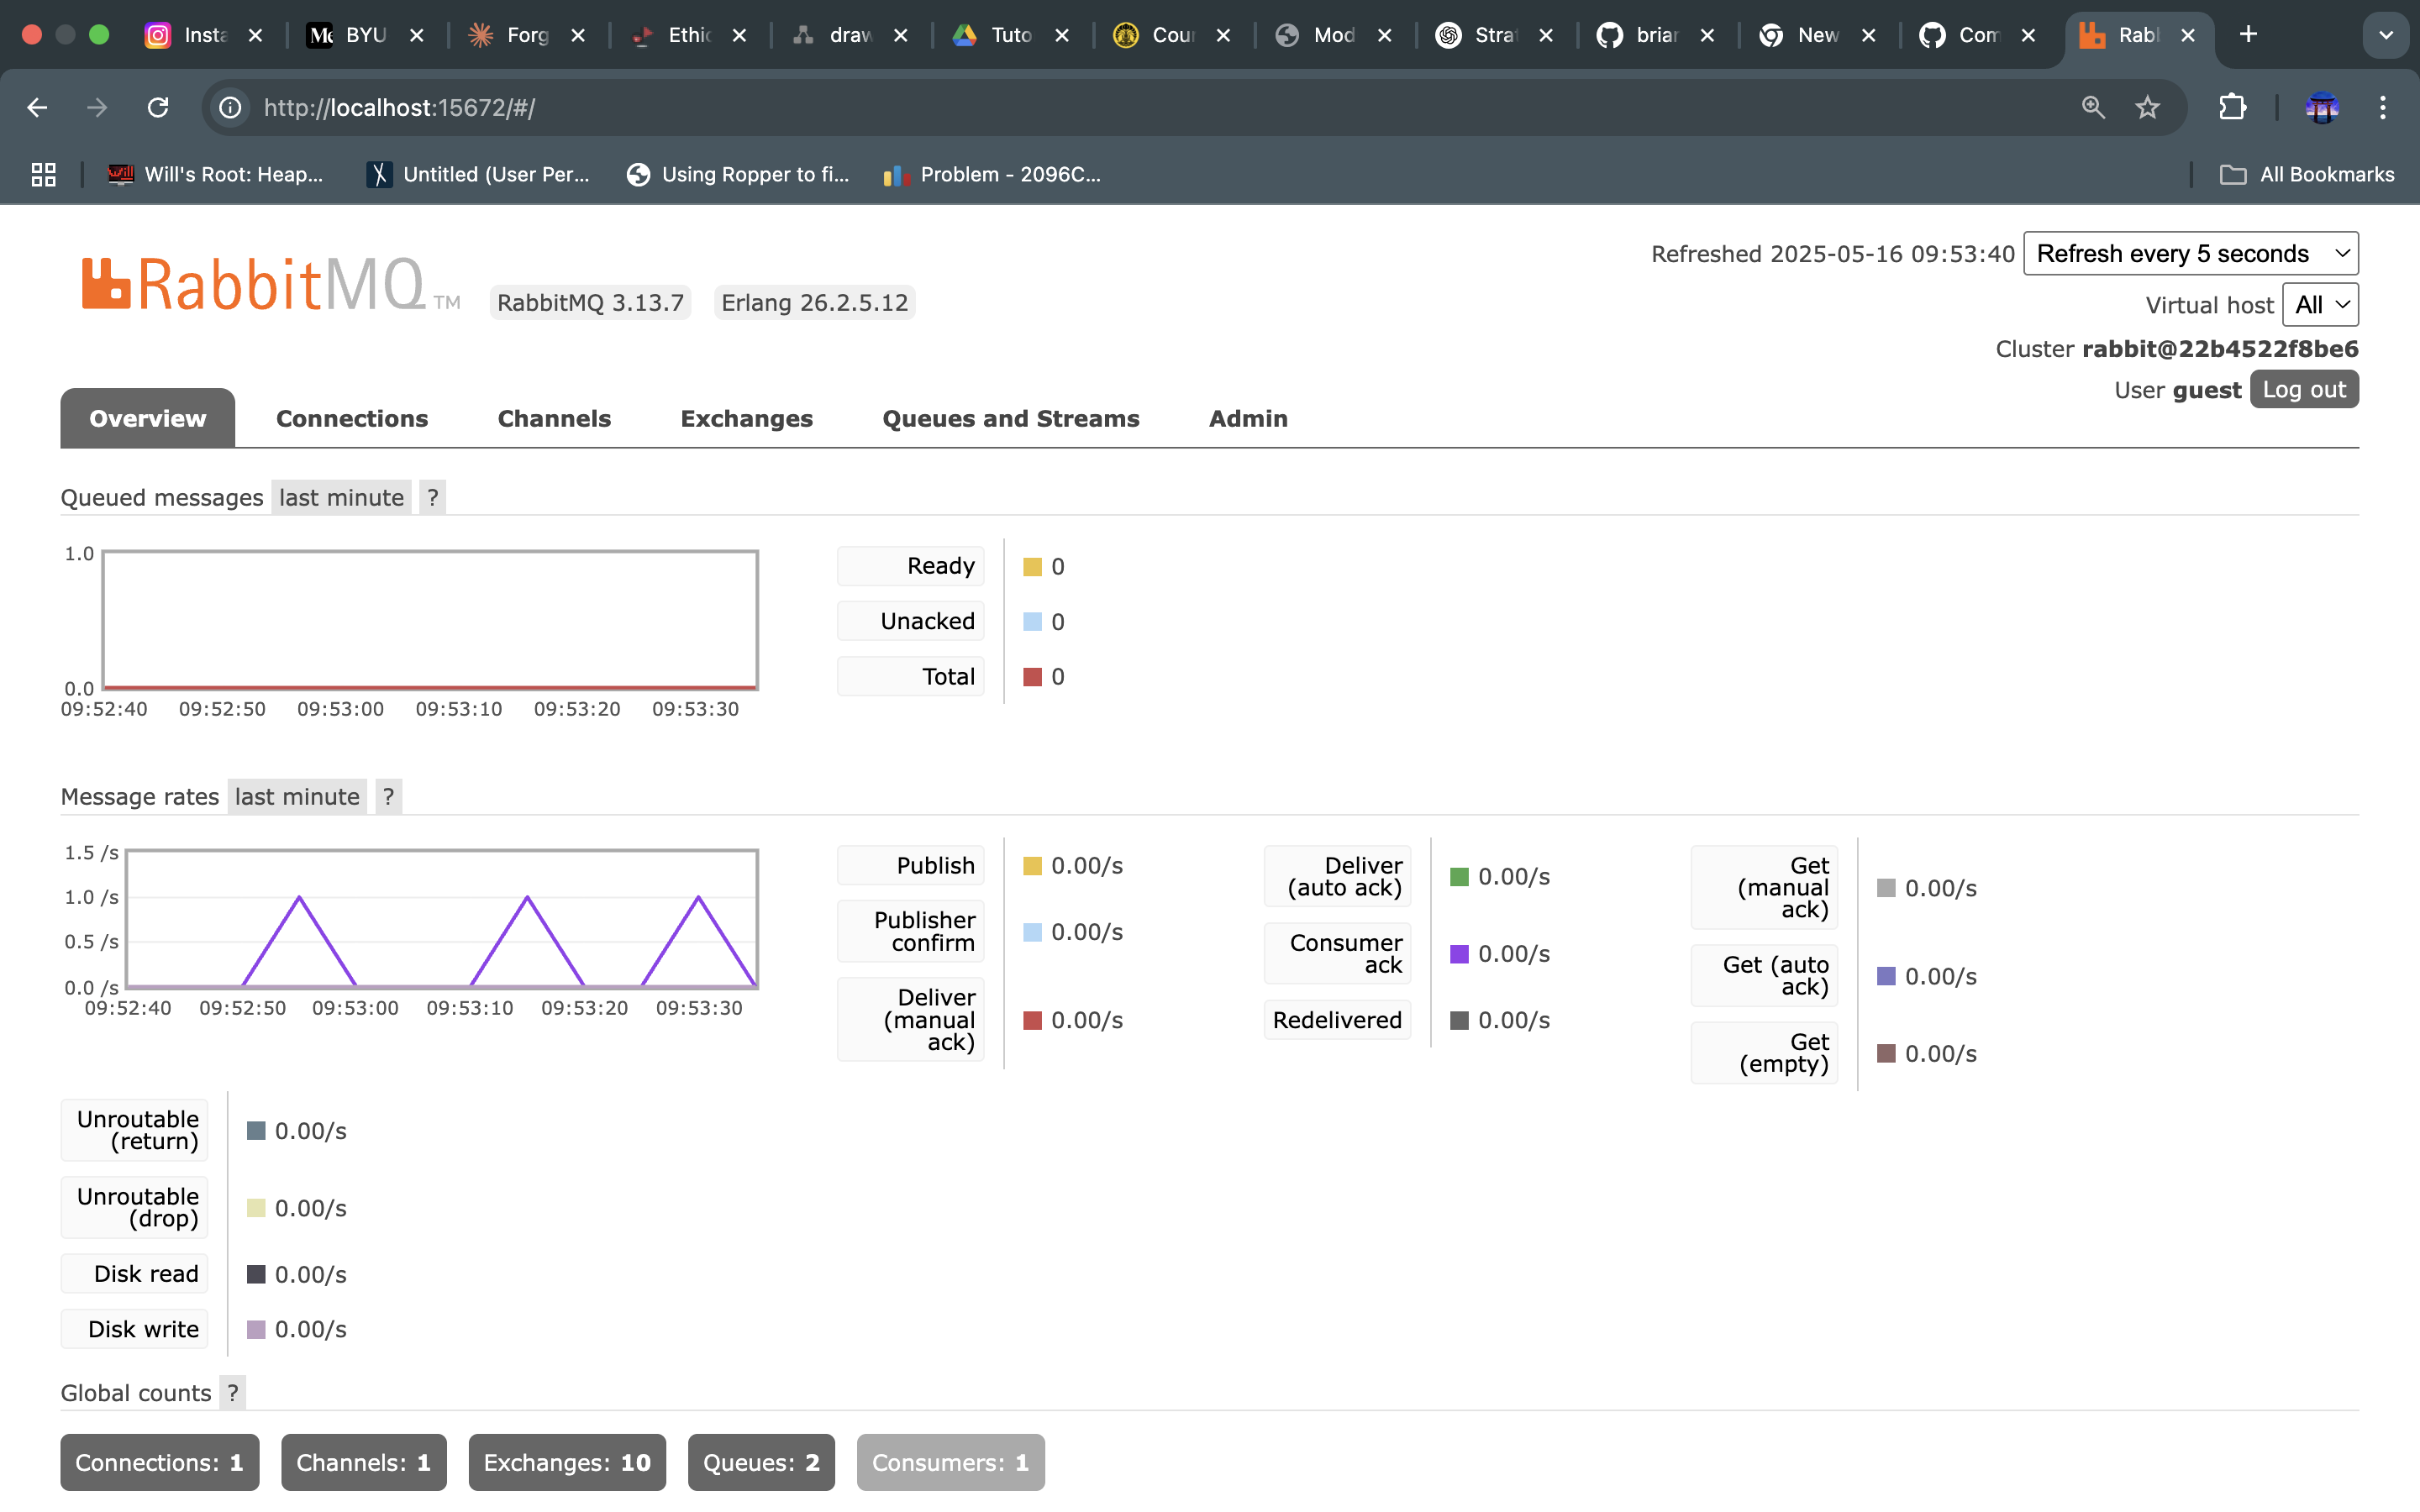 Insta
BYU
Forg
Ethic
draw
Tuto
Cour
Mod
Strat
brian
New
Com
Rabb
http://localhost:15672/#/
Will's Root: Heap...
Untitled (User Per...
Using Ropper to fi...
Problem - 2096C...
All Bookmarks
RabbitMQ TM
RabbitMQ 3.13.7
Erlang 26.2.5.12
Refreshed 2025-05-16 09:53:40
Refresh every 5 seconds
Virtual host All
Cluster rabbit@22b4522f8be6
User guest Log out
Overview
Connections
Channels
Exchanges
Queues and Streams
Admin
Queued messages last minute ?
1.0
0.0
09:52:40 09:52:50 09:53:00 09:53:10 09:53:20 09:53:30
Ready 0
Unacked 0
Total 0
Message rates last minute ?
1.5 /s
1.0 /s
0.5 /s
0.0 /s
09:52:40 09:52:50 09:53:00 09:53:10 09:53:20 09:53:30
Publish 0.00/s
Publisher
confirm 0.00/s
Deliver
(manual
ack) 0.00/s
Deliver
(auto ack) 0.00/s
Consumer
ack 0.00/s
Redelivered 0.00/s
Get
(manual
ack) 0.00/s
Get (auto
ack) 0.00/s
Get
(empty) 0.00/s
Unroutable
(return) 0.00/s
Unroutable
(drop) 0.00/s
Disk read 0.00/s
Disk write 0.00/s
Global counts ?
Connections: 1
Channels: 1
Exchanges: 10
Queues: 2
Consumers: 1